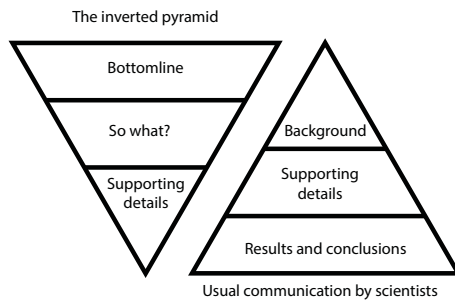 The inverted pyramid
Bottomline
So what?
Supporting
details
Background
Supporting
details
Results and conclusions
Usual communication by scientists